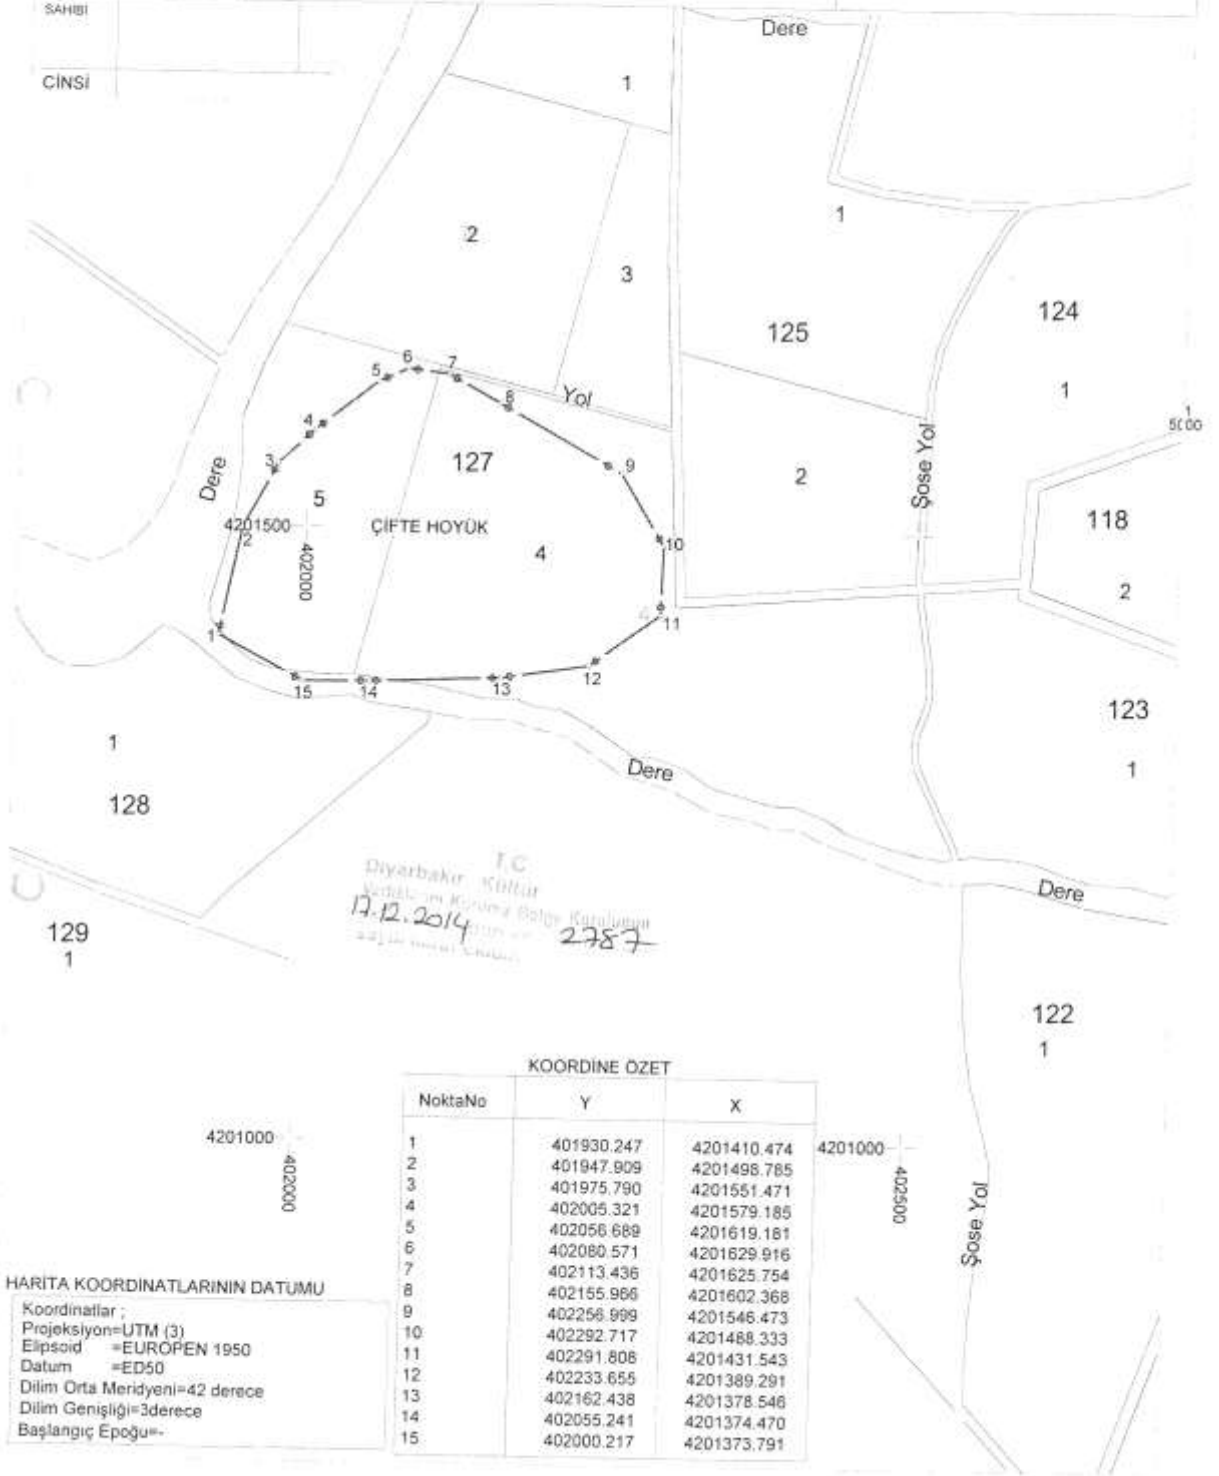 SAHİBİ
CİNSİ
Dere
1
2
3
1
125
124
1
1
5000
5
6
7
8
Yol
4
3
9
127
Dere
5
2
Şose Yol
118
4201500
2
402000
ÇİFTE HOYÜK
4
10
2
1
11
12
15
14
13
123
1
Dere
1
128
T.C
Diyarbakır Kültür
17.12.2014
2787
Dere
129
1
122
1
KOORDİNE ÖZET
NoktaNo Y X
1 401930.247 4201410.474
2 401947.909 4201498.785
3 401975.790 4201551.471
4 402005.321 4201579.185
5 402056.689 4201619.181
6 402080.571 4201629.916
7 402113.436 4201625.754
8 402155.966 4201602.368
9 402256.999 4201546.473
10 402292.717 4201488.333
11 402291.808 4201431.543
12 402233.655 4201389.291
13 402162.438 4201378.546
14 402055.241 4201374.470
15 402000.217 4201373.791
4201000
402000
4201000
402500
Şose Yol
HARİTA KOORDİNATLARININ DATUMU
Koordinatlar ;
Projeksiyon=UTM (3)
Elipsoid =EUROPEN 1950
Datum =ED50
Dilim Orta Meridyeni=42 derece
Dilim Genişliği=3derece
Başlangıç Epoğu=-